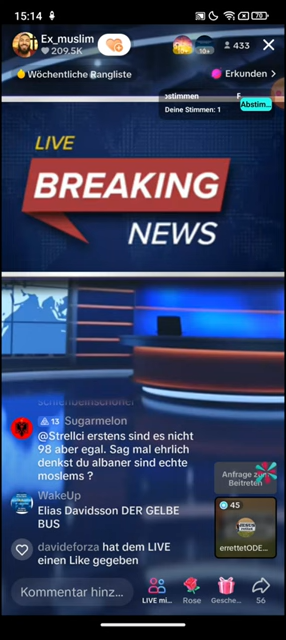 15:14
70
Ex_muslim
209.5K
10+
433
Wöchentliche Rangliste
Erkunden >
Deine Stimmen: 1
Abstim...
LIVE
BREAKING
NEWS
13 Sugarmelon
@Strellci erstens sind es nicht
98 aber egal. Sag mal ehrlich
denkst du albaner sind echte
moslems ?
WakeUp
Elias Davidsson DER GELBE
BUS
davideforza hat dem LIVE
einen Like gegeben
Anfrage zum
Beitreten
45
errettetODE...
Kommentar hinz...
LIVE mi...
Rose
Gesche...
56